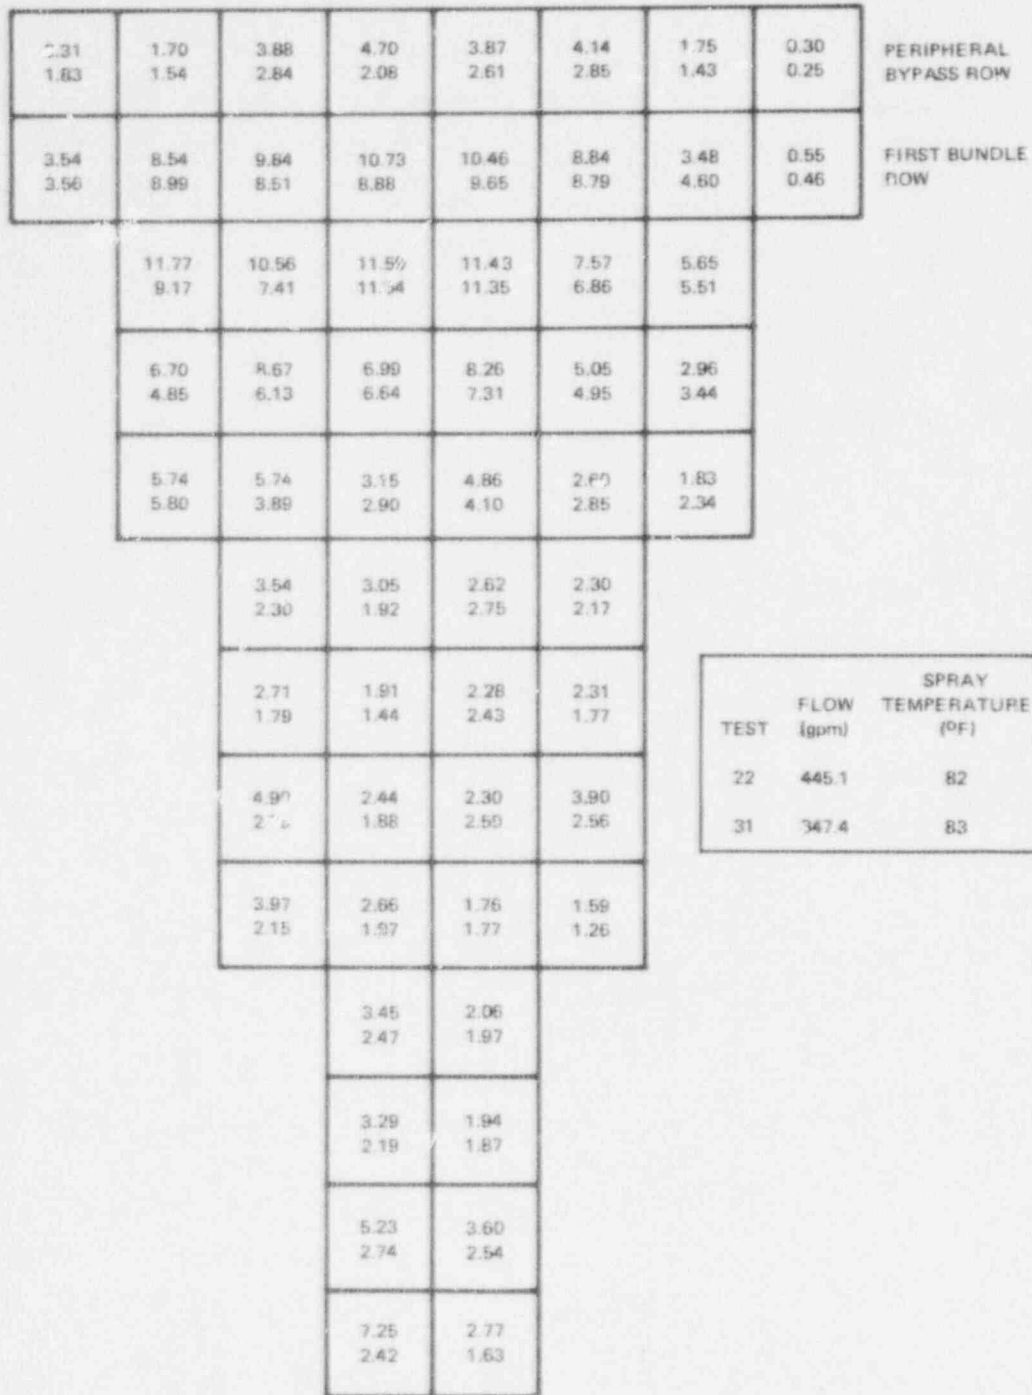 1.70 3.88 4.70 3.87 4.14 1.75 0.30 PERIPHERAL
1.83 1.54 2.84 2.08 2.61 2.85 1.43 0.25 BYPASS ROW
3.54 8.54 9.84 10.73 10.46 8.84 3.48 0.55 FIRST BUNDLE
3.56 8.99 8.51 8.88 9.65 8.79 4.60 0.46 ROW
11.77 10.56 11.43 7.57 5.65
9.17 7.41 11.35 6.86 5.51
6.70 8.67 6.99 8.26 5.05 2.96
4.85 6.13 6.64 7.31 4.95 3.44
5.74 5.74 3.15 4.86 1.83
5.80 3.89 2.90 4.10 2.85 2.34
3.54 3.05 2.62 2.30
2.30 1.92 2.75 2.17
2.71 1.91 2.28 2.31
1.79 1.44 2.43 1.77
2.44 2.30 3.90
1.88 2.59 2.56
3.97 2.66 1.76 1.59
2.15 1.97 1.77 1.26
3.45 2.06
2.47 1.97
3.29 1.94
2.19 1.87
5.23 3.60
2.74 2.54
7.25 2.77
2.42 1.63
SPRAY
FLOW TEMPERATURE
TEST (gpm) (°F)
22 445.1 82
31 347.4 83